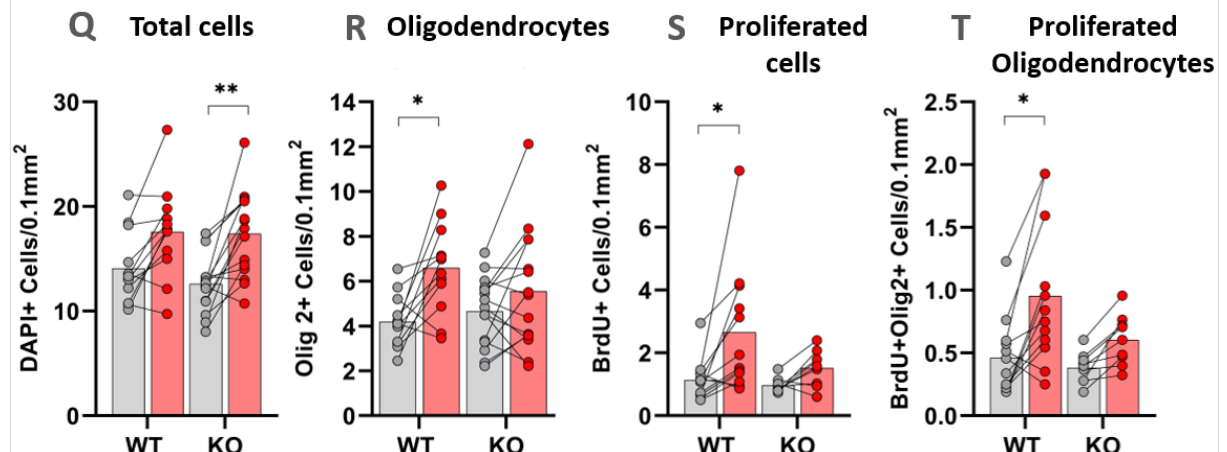 Q Total cells
R Oligodendrocytes
S Proliferated
cells
T Proliferated
Oligodendrocytes
DAPI+ Cells/0.1mm²
30
20
10
0
**
WT KO
Olig 2+ Cells/0.1mm²
14
12
10
8
6
4
2
0
*
WT KO
BrdU+ Cells/0.1mm²
10
8
6
4
2
0
*
WT KO
BrdU+Olig2+ Cells/0.1mm²
2.5
2.0
1.5
1.0
0.5
0.0
*
WT KO